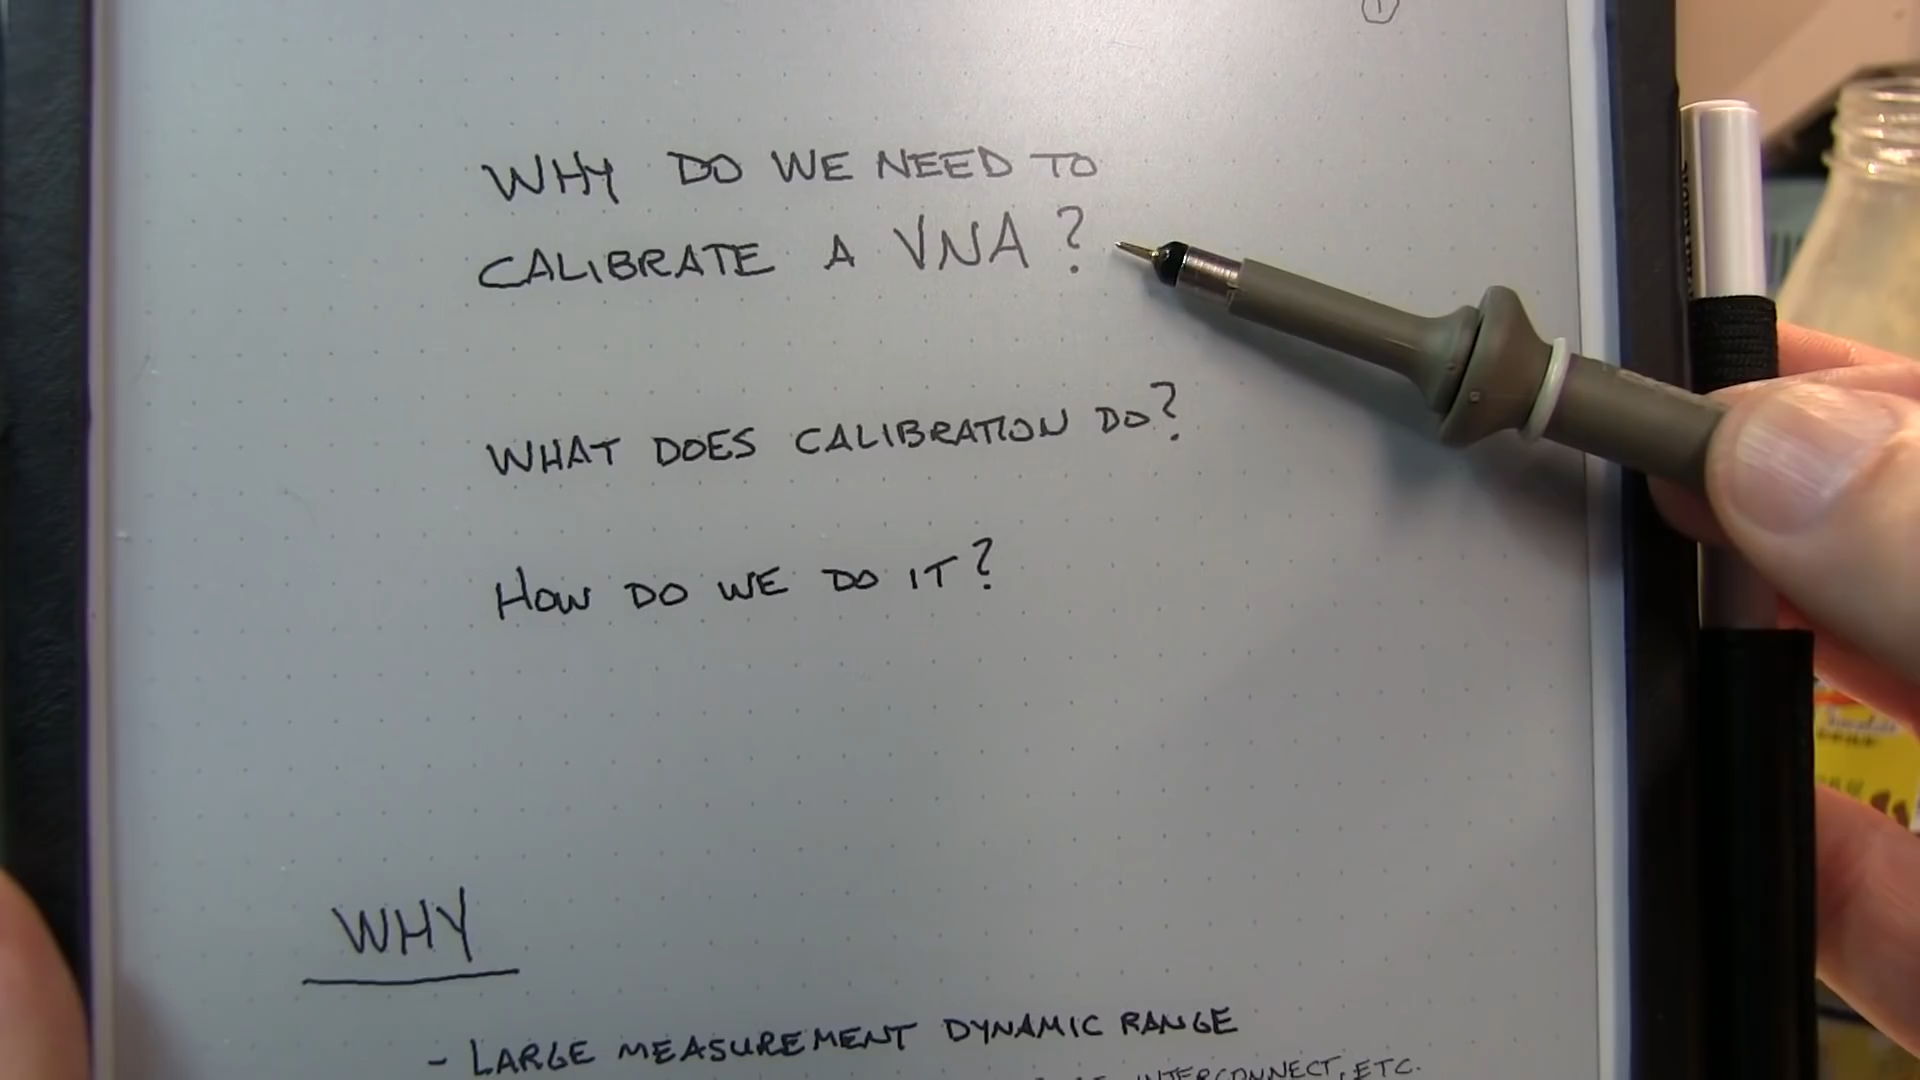 1
WHY DO WE NEED TO
CALIBRATE A VNA?
WHAT DOES CALIBRATION DO?
HOW DO WE DO IT?
WHY
- LARGE MEASUREMENT DYNAMIC RANGE
INTERCONNECT, ETC.